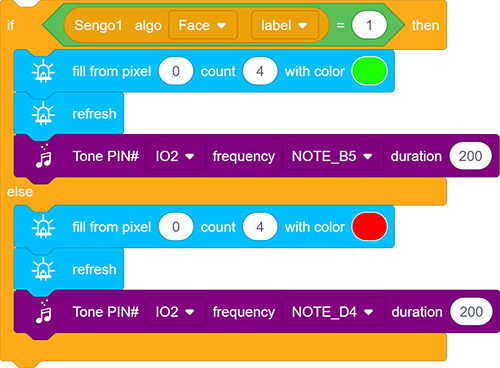 if Sengo1 algo Face label = 1 then
fill from pixel 0 count 4 with color
refresh
Tone PIN# IO2 frequency NOTE_B5 duration 200
else
fill from pixel 0 count 4 with color
refresh
Tone PIN# IO2 frequency NOTE_D4 duration 200